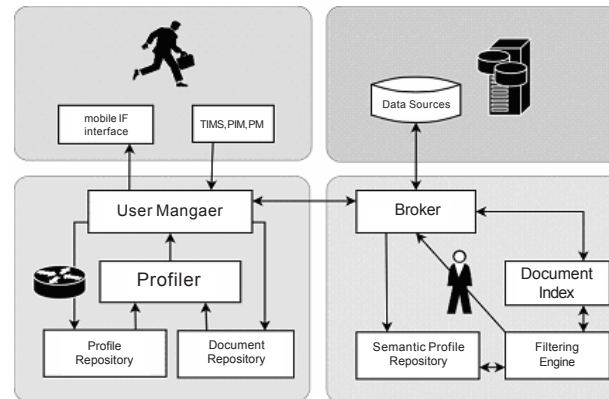 mobile IF
interface
TIMS,PIM,PM
Data Sources
User Mangaer
Broker
Profiler
Document
Index
Profile
Repository
Document
Repository
Semantic Profile
Repository
Filtering
Engine